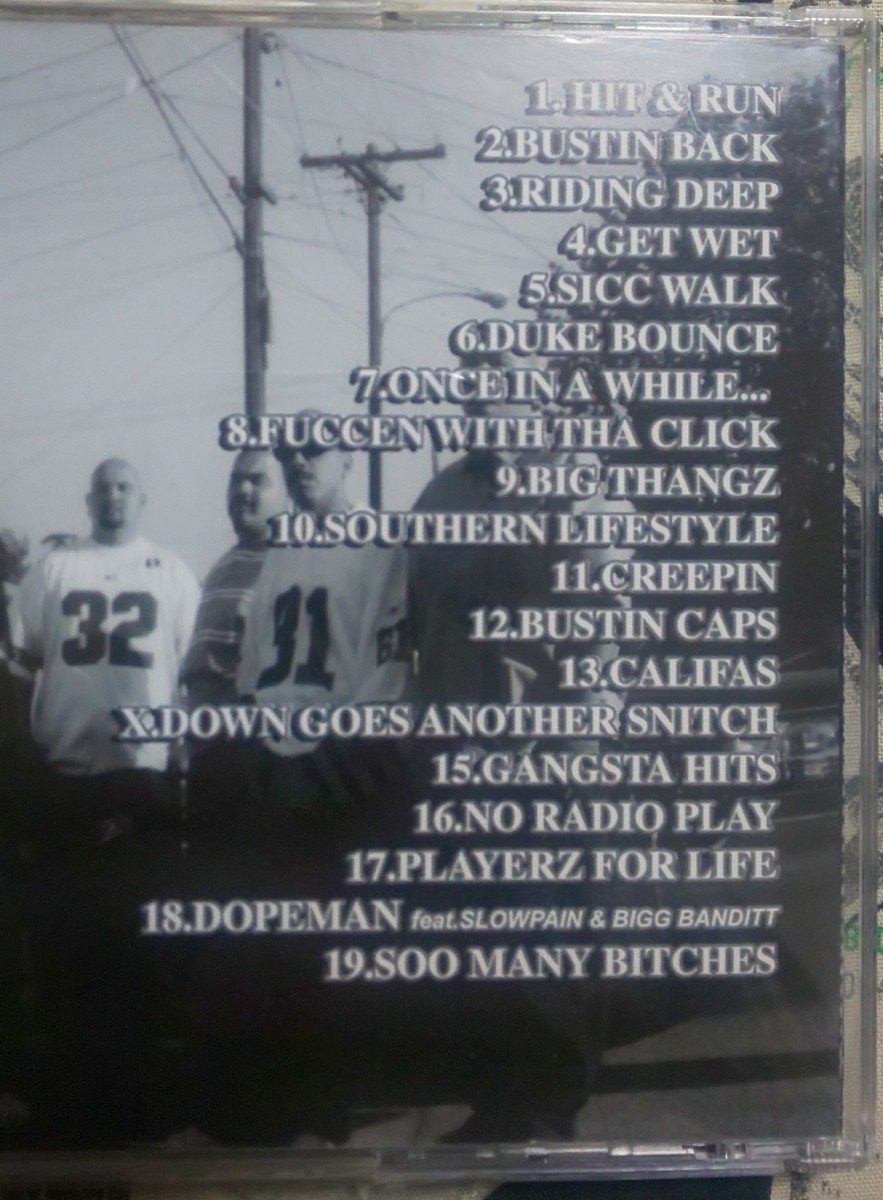 1. HIT & RUN
2.BUSTIN BACK
3.RIDING DEEP
4.GET WET
5.SICC WALK
6.DUKE BOUNCE
7.ONCE IN A WHILE...
8.FUCCEN WITH THA CLICK
9.BIG THANGZ
10.SOUTHERN LIFESTYLE
11.CREEPIN
12.BUSTIN CAPS
13.CALIFAS
X.DOWN GOES ANOTHER SNITCH
15.GANGSTA HITS
16.NO RADIO PLAY
17.PLAYERZ FOR LIFE
18.DOPEMAN feat.SLOWPAIN & BIGG BANDITT
19.SOO MANY BITCHES
32